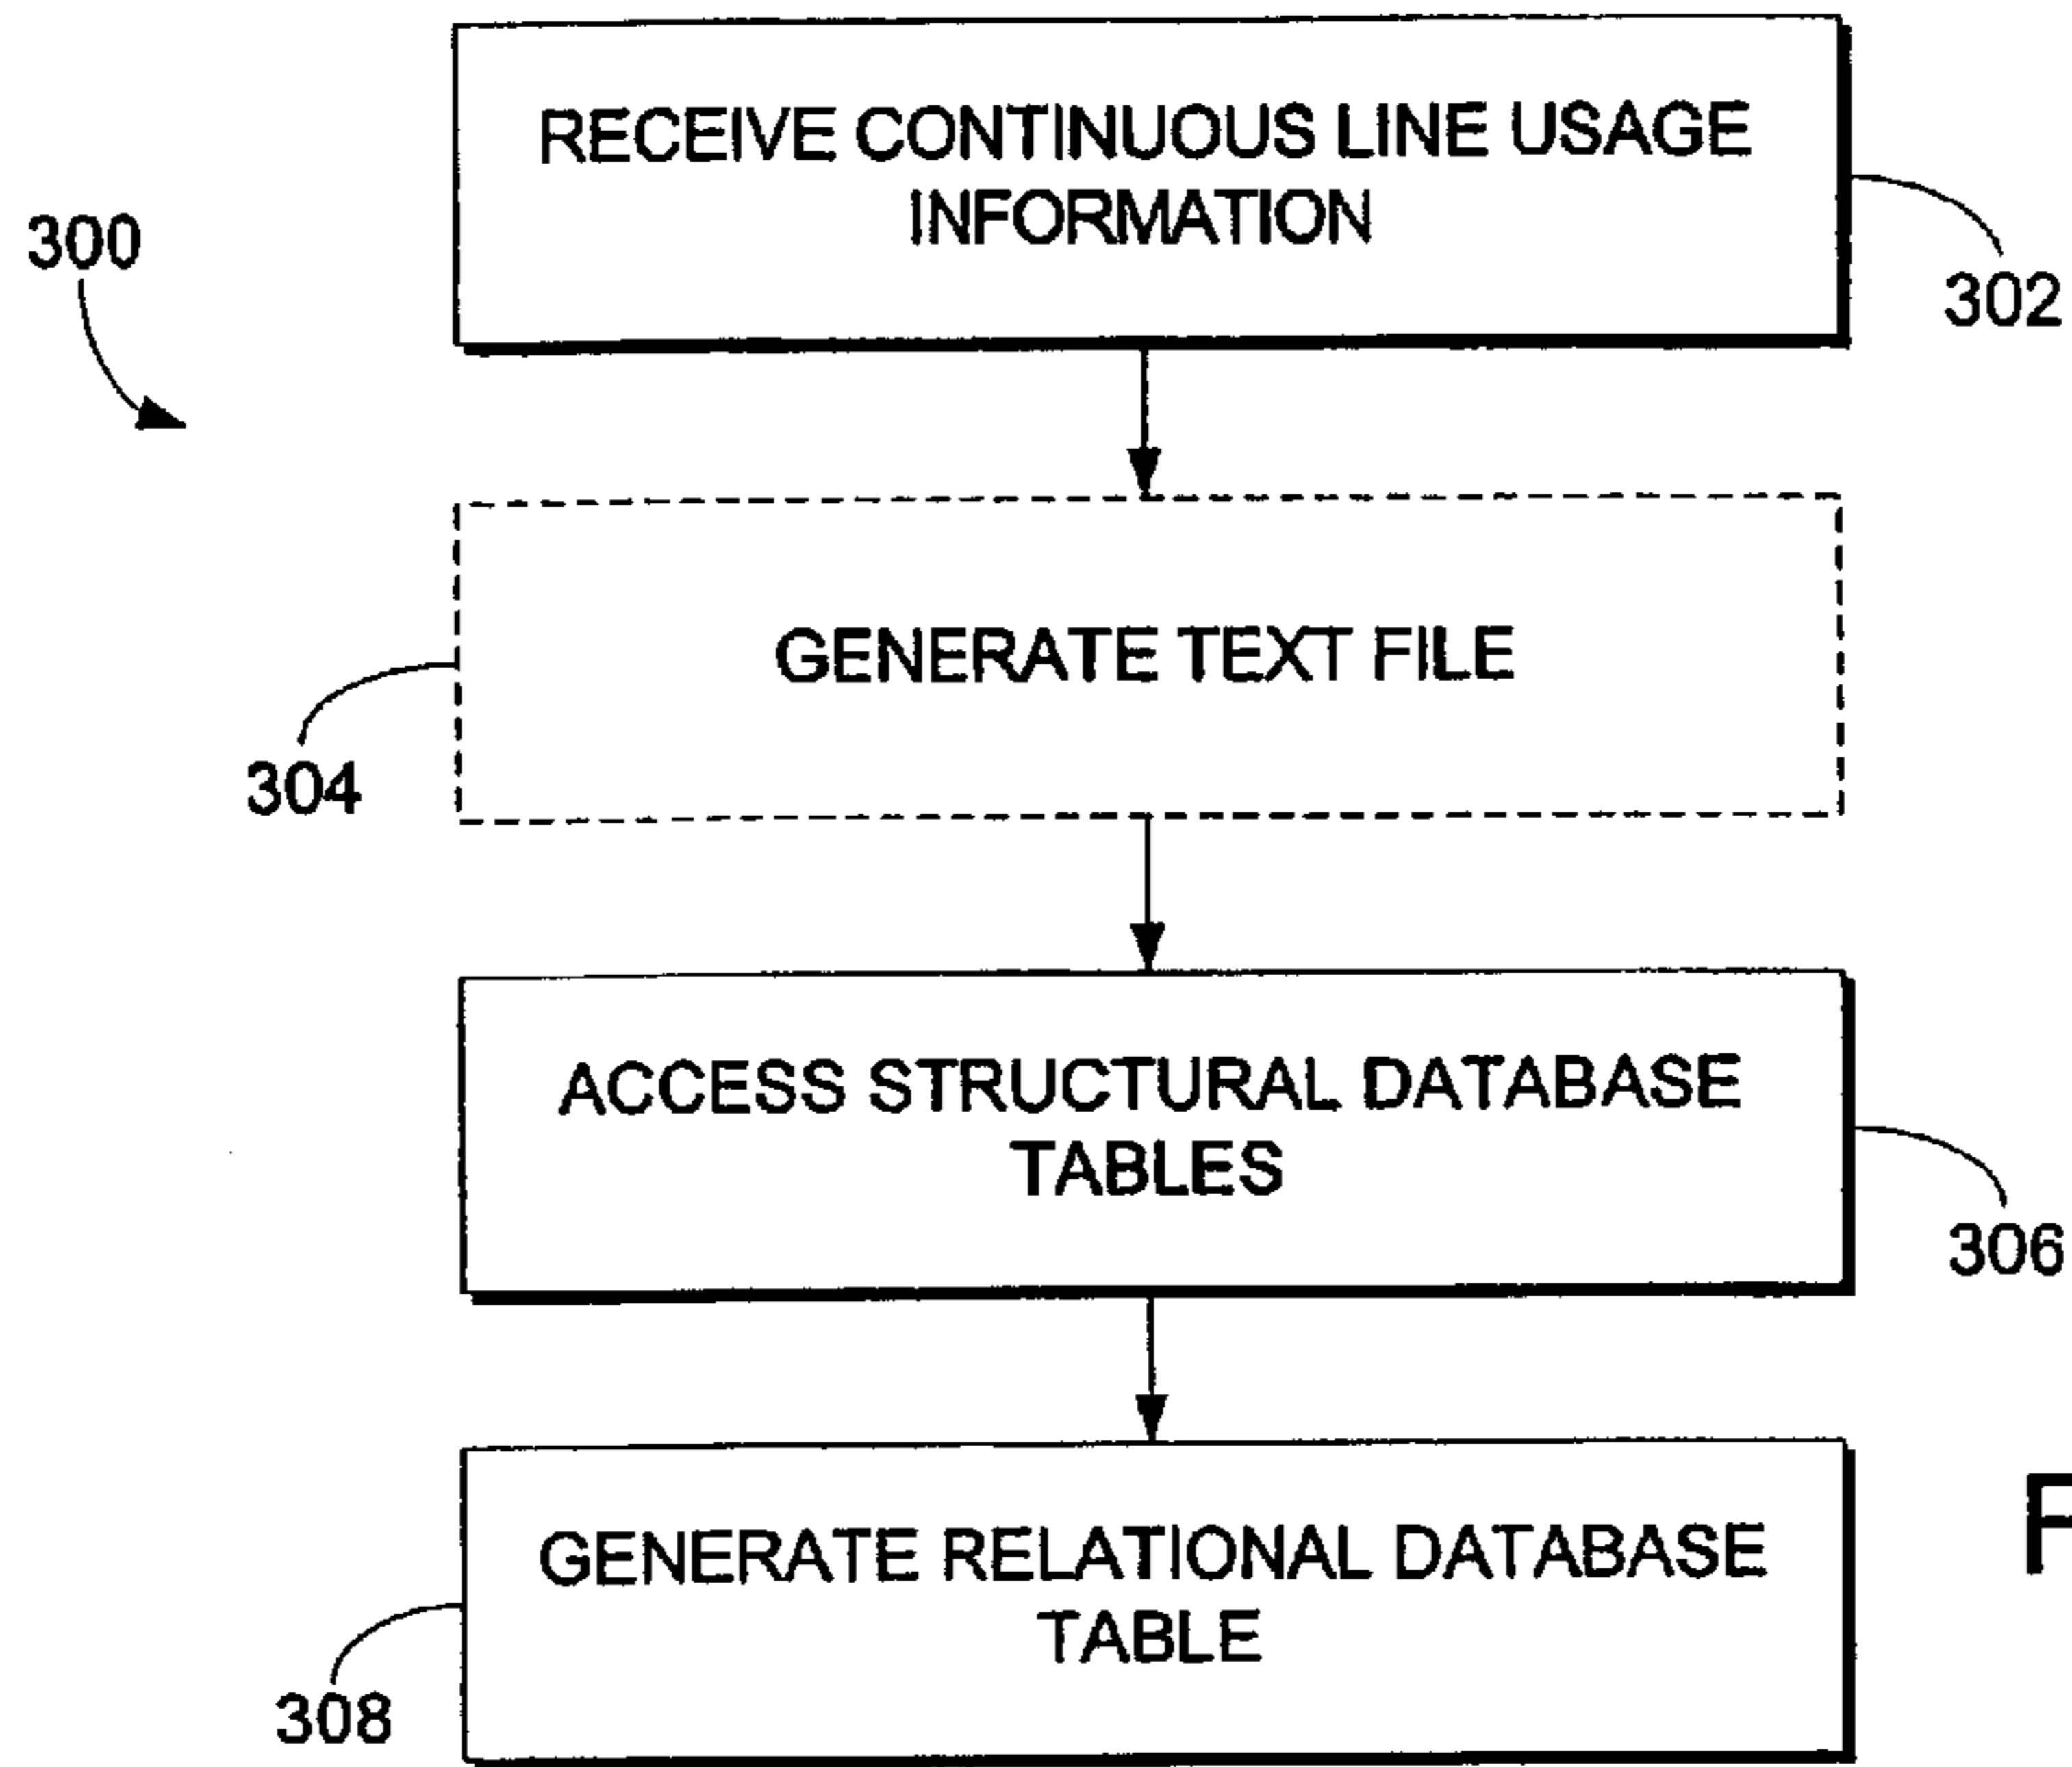 RECEIVE CONTINUOUS LINE USAGE
INFORMATION
300
302
GENERATE TEXT FILE
304
ACCESS STRUCTURAL DATABASE
TABLES
306
GENERATE RELATIONAL DATABASE
TABLE
308